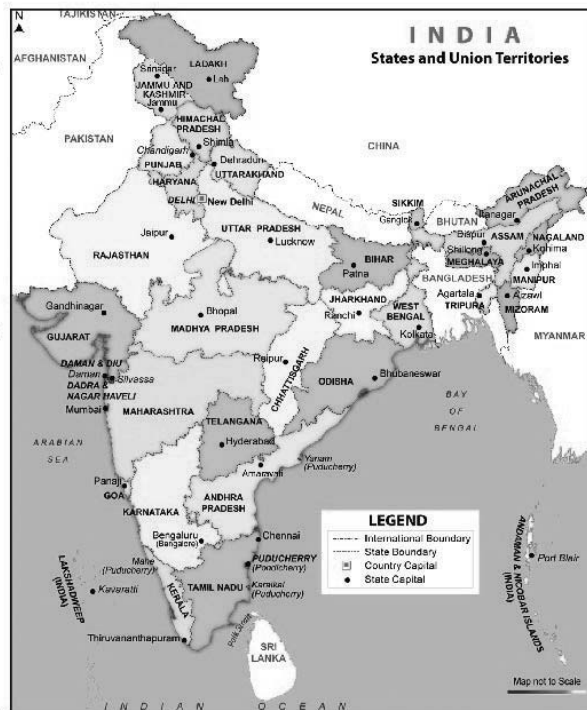 TAJIKISTAN
N
INDIA
States and Union Territories
AFGHANISTAN
LADAKH
Srinagar
Leh
JAMMU AND
KASHMIR
Jammu
HIMACHAL
PRADESH
PAKISTAN
Chandigarh
Shimla
CHINA
PUNJAB
Dehradun
UTTARAKHAND
HARYANA
DELHI
New Delhi
ARUNACHAL
PRADESH
SIKKIM
NEPAL
BHUTAN
Itanagar
Gangtok
Jaipur
UTTAR PRADESH
Lucknow
Dispur
ASSAM
NAGALAND
RAJASTHAN
BIHAR
Shillong
Kohima
Patna
MEGHALAYA
Imphal
BANGLADESH
MANIPUR
Gandhinagar
Bhopal
JHARKHAND
WEST
BENGAL
Agartala
Aizawl
MADHYA PRADESH
Ranchi
TRIPURA
MIZORAM
GUJARAT
Kolkata
MYANMAR
DAMAN & DIU
Raipur
CHHATTISGARH
Daman
Silvassa
ODISHA
Bhubaneswar
DADRA &
NAGAR HAVELI
Mumbai
MAHARASHTRA
BAY
OF
BENGAL
TELANGANA
ARABIAN
SEA
Hyderabad
Yanam
(Puducherry)
Amaravati
Panaji
GOA
ANDHRA
PRADESH
KARNATAKA
LEGEND
International Boundary
State Boundary
Country Capital
State Capital
Bengaluru
(Bangalore)
Chennai
ANDAMAN & NICOBAR ISLANDS
(INDIA)
Port Blair
Mahe
(Puducherry)
PUDUCHERRY
(Pondicherry)
LAKSHADWEEP
(INDIA)
Kavaratti
KERALA
TAMIL NADU
Karaikal
(Puducherry)
Thiruvananthapuram
Palk Strait
SRI
LANKA
Map not to Scale
INDIAN OCEAN